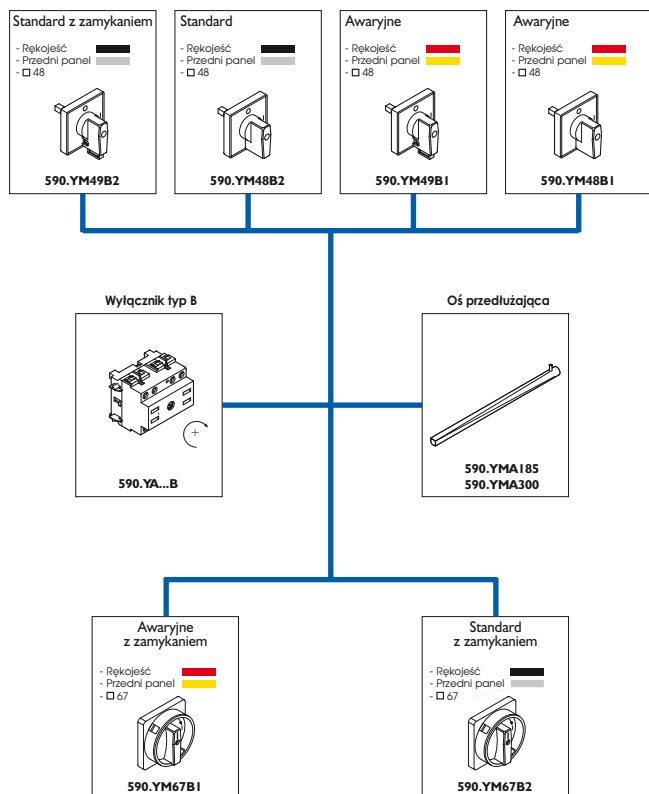 Standard z zamykaniem
- Rękojeść
- Przedni panel
- □ 48
590.YM49B2
Standard
- Rękojeść
- Przedni panel
- □ 48
590.YM48B2
Awaryjne
- Rękojeść
- Przedni panel
- □ 48
590.YM49B1
Awaryjne
- Rękojeść
- Przedni panel
- □ 48
590.YM48B1
Wyłącznik typ B
590.YA...B
Oś przedłużająca
590.YMA185
590.YMA300
Awaryjne
z zamykaniem
- Rękojeść
- Przedni panel
- □ 67
590.YM67B1
Standard
z zamykaniem
- Rękojeść
- Przedni panel
- □ 67
590.YM67B2